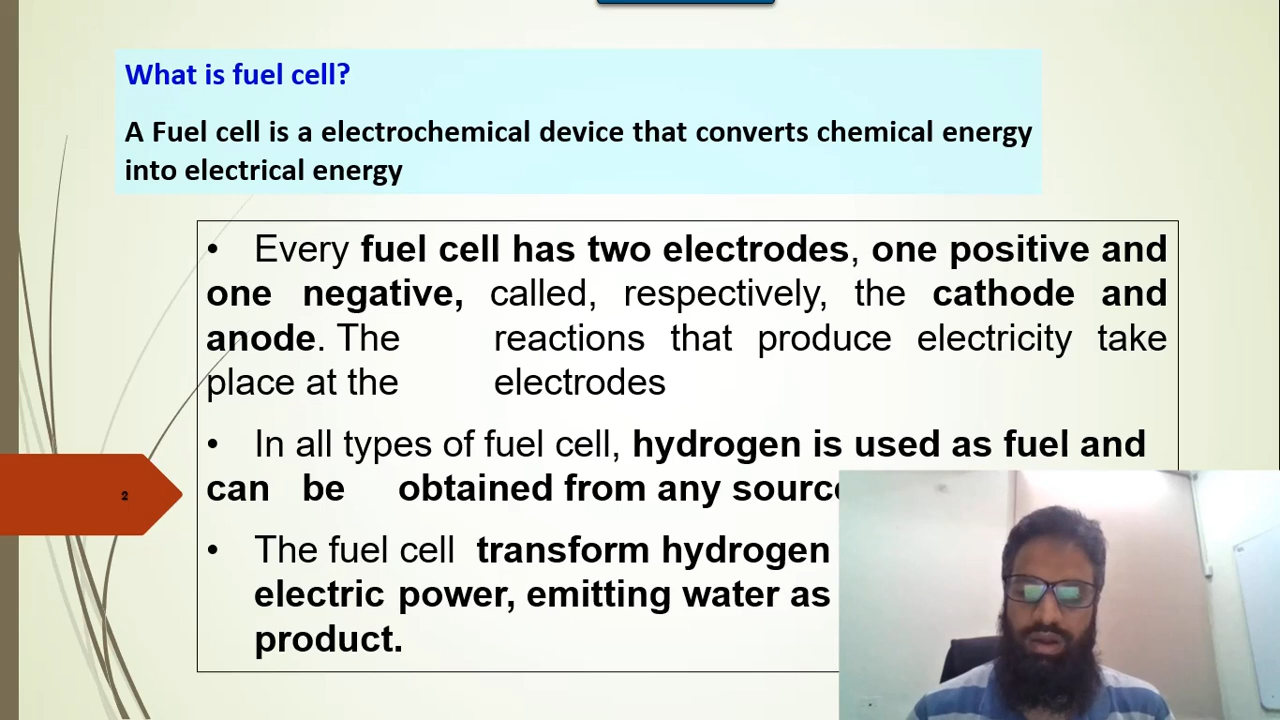 What is fuel cell?
A Fuel cell is a electrochemical device that converts chemical energy
into electrical energy
• Every fuel cell has two electrodes, one positive and
one negative, called, respectively, the cathode and
anode. The reactions that produce electricity take
place at the electrodes
• In all types of fuel cell, hydrogen is used as fuel and
can be obtained from any
2
• The fuel cell transform hydrogen
electric power, emitting water as
product.